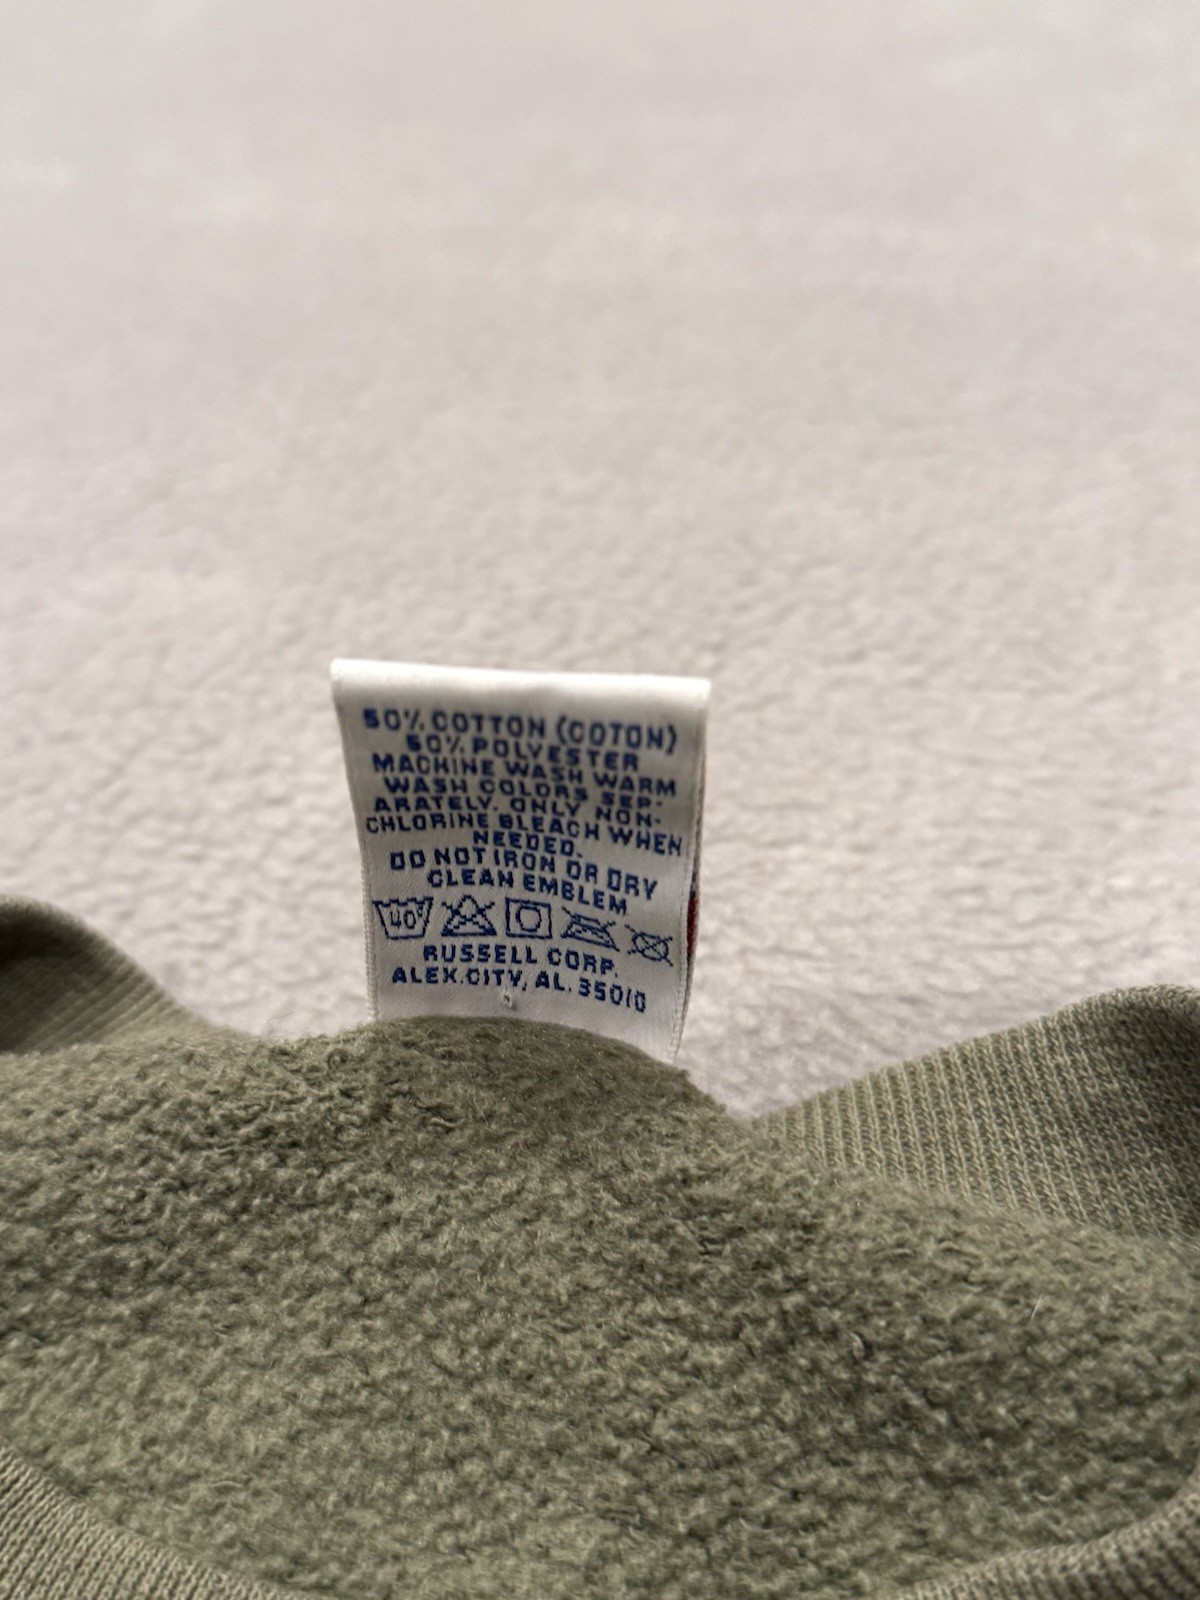 50% COTTON (COTON)
50% POLYESTER
MACHINE WASH WARM
WASH COLORS SEP-
ARATELY. ONLY NON-
CHLORINE BLEACH WHEN
NEEDED.
DO NOT IRON OR DRY
CLEAN EMBLEM
40°
RUSSELL CORP.
ALEX.CITY, AL. 35010